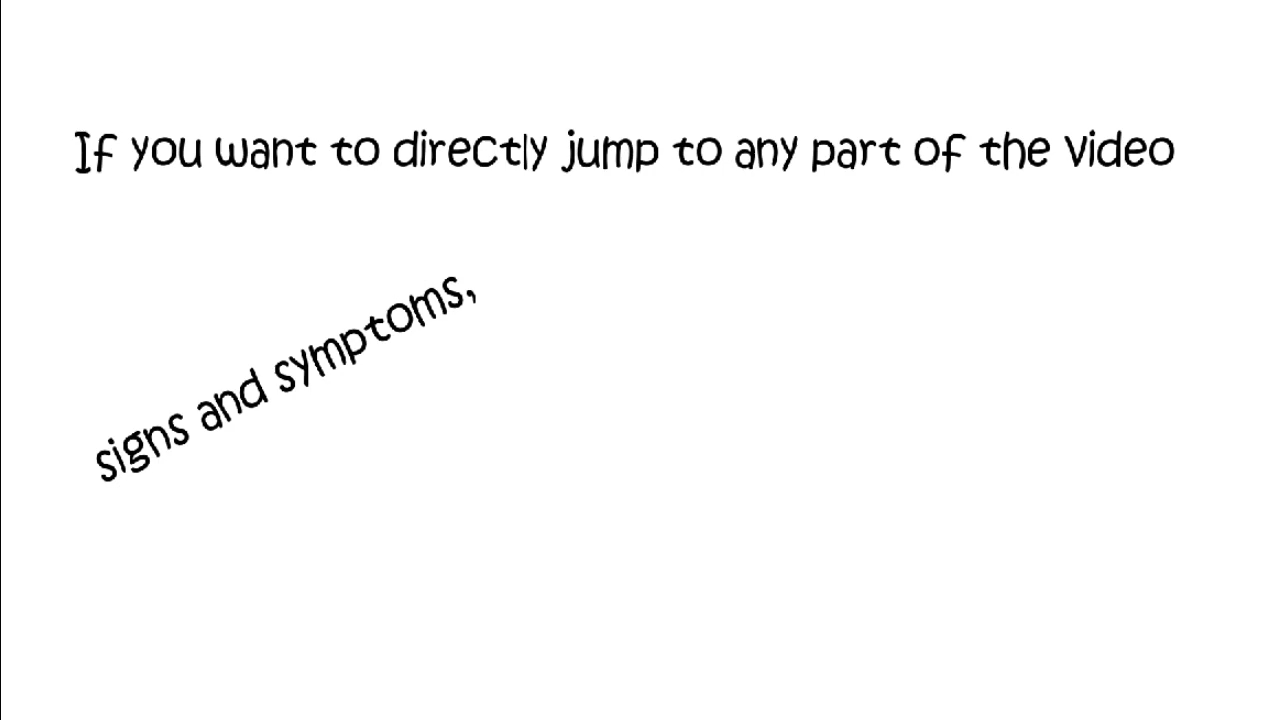 If you want to directly jump to any part of the video
signs and symptoms,